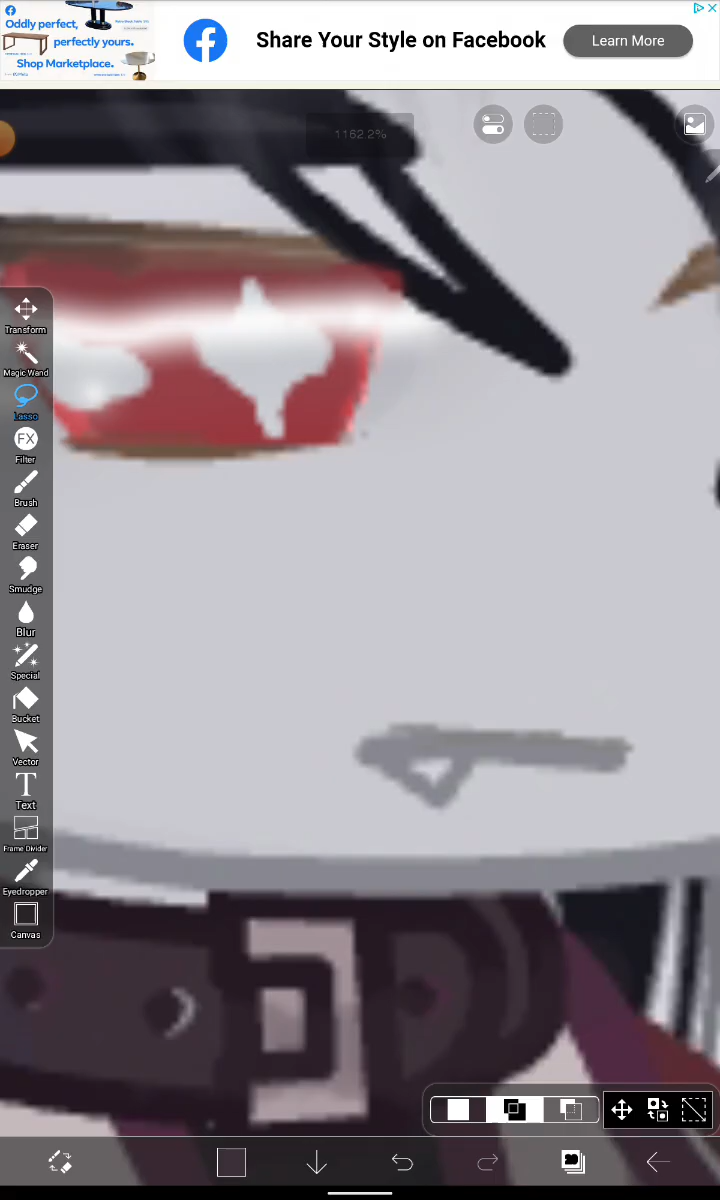 Oddly perfect,
perfectly yours.
Shop Marketplace.
Share Your Style on Facebook
Learn More
1162.2%
Transform
Magic Wand
Lasso
FX
Filter
Brush
Eraser
Smudge
Blur
Special
Bucket
Vector
T
Text
Frame Divider
Eyedropper
Canvas